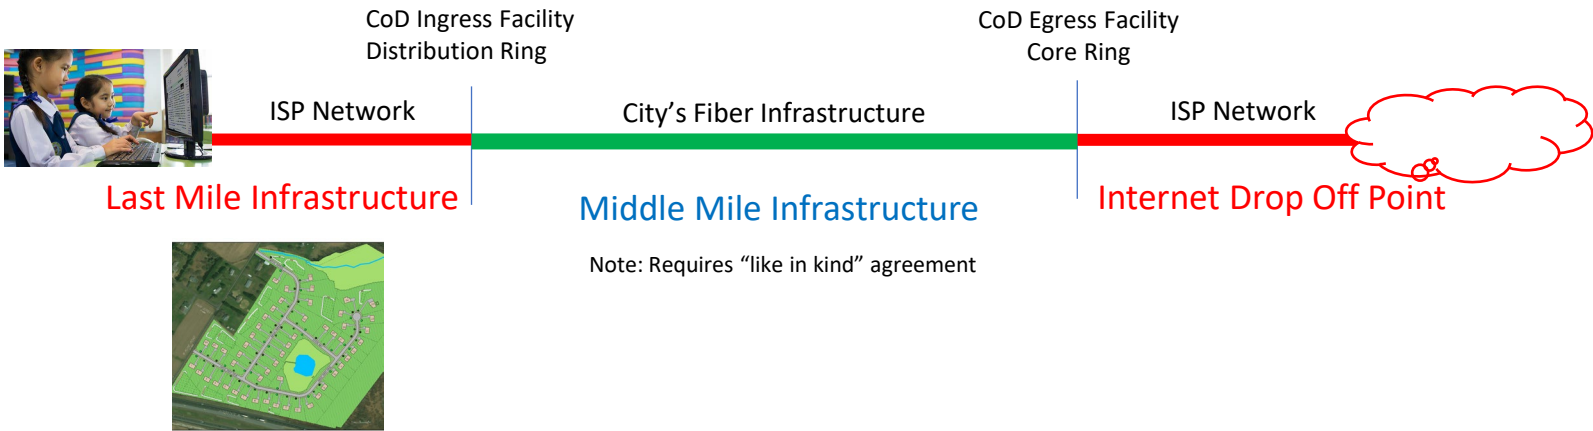 CoD Ingress Facility
Distribution Ring
CoD Egress Facility
Core Ring
ISP Network
City's Fiber Infrastructure
ISP Network
Last Mile Infrastructure
Middle Mile Infrastructure
Internet Drop Off Point
Note: Requires “like in kind” agreement